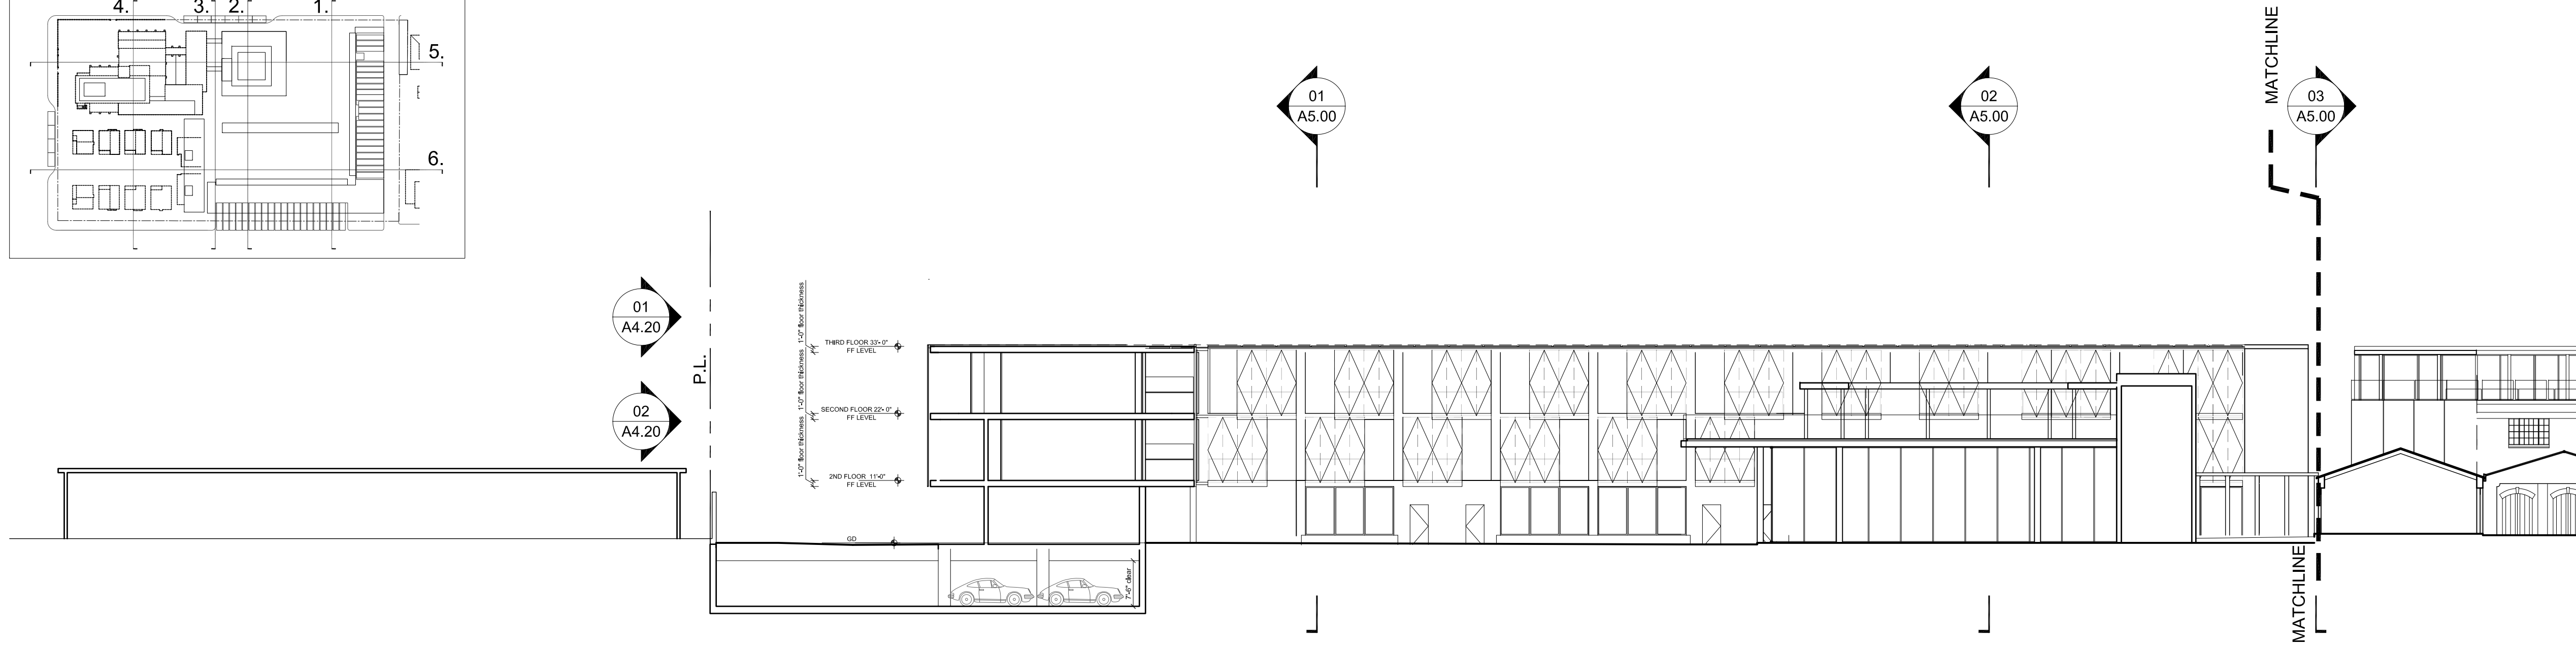 4.
3.
2.
1.
5.
6.
MATCHLINE
01
A5.00
02
A5.00
03
A5.00
01
A4.20
02
A4.20
P.L.
1'-0" floor thickness
1'-0" floor thickness
1'-0" floor thickness
THIRD FLOOR 33'- 0"
FF LEVEL
SECOND FLOOR 22'- 0"
FF LEVEL
2ND FLOOR 11'-0"
FF LEVEL
GD
7'-6" clear
MATCHLINE